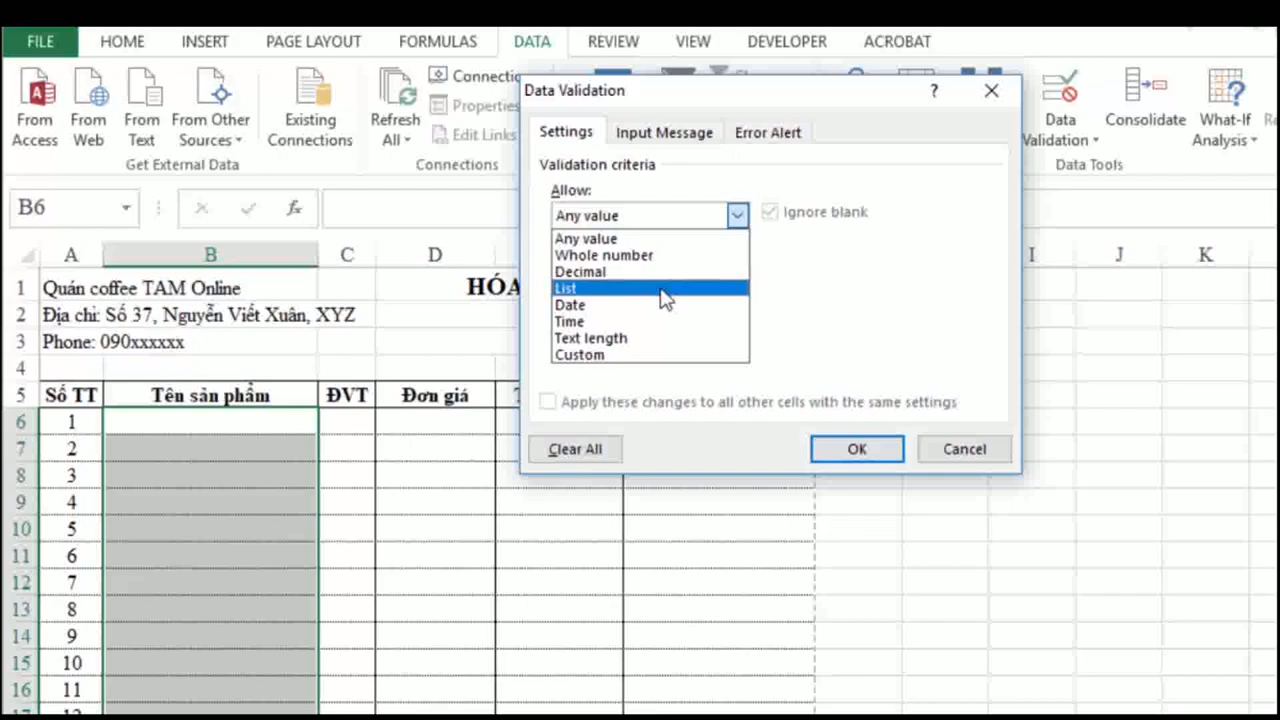 FILE HOME INSERT PAGE LAYOUT FORMULAS DATA REVIEW VIEW DEVELOPER ACROBAT
From Access
From Web
From Text
From Other Sources
Existing Connections
Get External Data
Refresh All
Properties
Edit Links
Connections
Data Validation
Consolidate
What-If Analysis
Data Tools
Data Validation
?
Settings Input Message Error Alert
Validation criteria
Allow:
Any value
Ignore blank
Any value
Whole number
Decimal
List
Date
Time
Text length
Custom
Apply these changes to all other cells with the same settings
Clear All OK Cancel
B6 fx
A B C D I J K
1 Quán coffee TAM Online
2 Địa chỉ: Số 37, Nguyễn Viết Xuân, XYZ
3 Phone: 090xxxxxx
4
5 Số TT Tên sản phẩm ĐVT Đơn giá
6 1
7 2
8 3
9 4
10 5
11 6
12 7
13 8
14 9
15 10
16 11